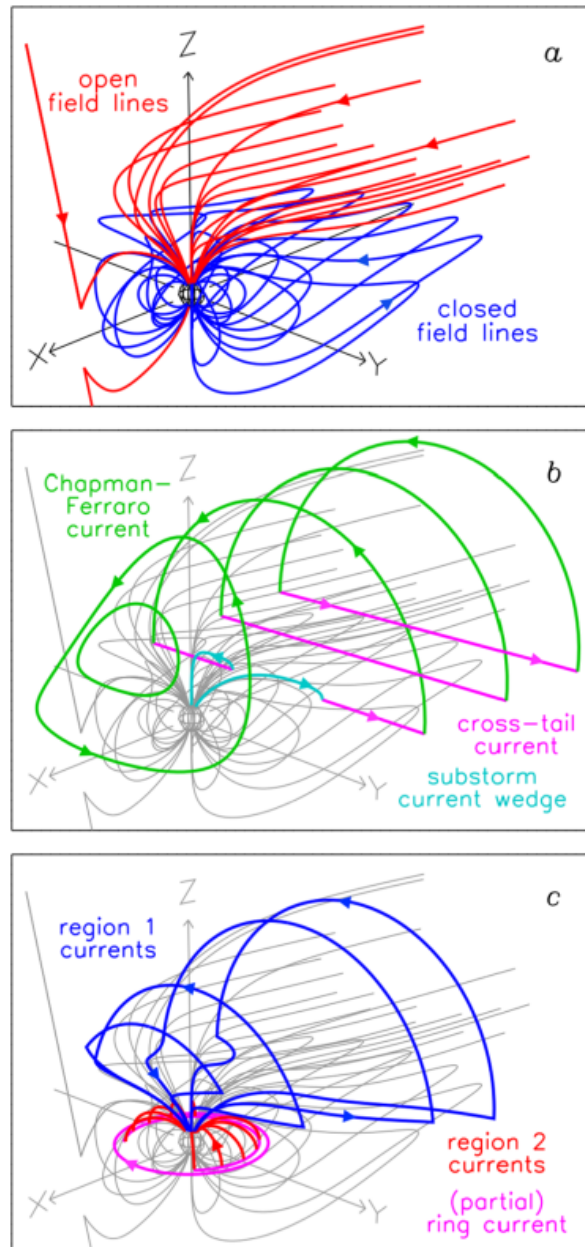 Z
a
open
field lines
closed
field lines
X
Y
Z
b
Chapman–
Ferraro
current
cross-tail
current
substorm
current wedge
X
Y
Z
c
region 1
currents
region 2
currents
(partial)
ring current
X
Y